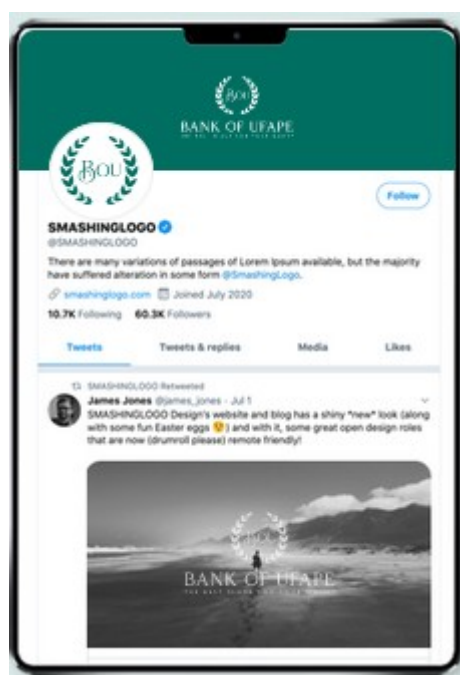 BOU
BANK OF UFAPE
BOU
Follow
SMASHINGLOGO
@SMASHINGLOGO
There are many variations of passages of Lorem Ipsum available, but the majority
have suffered alteration in some form @SmashingLogo.
smashinglogo.com Joined July 2020
10.7K Following 60.3K Followers
Tweets Tweets & replies Media Likes
SMASHINGLOGO Retweeted
James Jones @james_jones · Jul 1
SMASHINGLOGO Design's website and blog has a shiny *new* look (along
with some fun Easter eggs 😉) and with it, some great open design roles
that are now (drumroll please) remote friendly!
BOU
BANK OF UFAPE